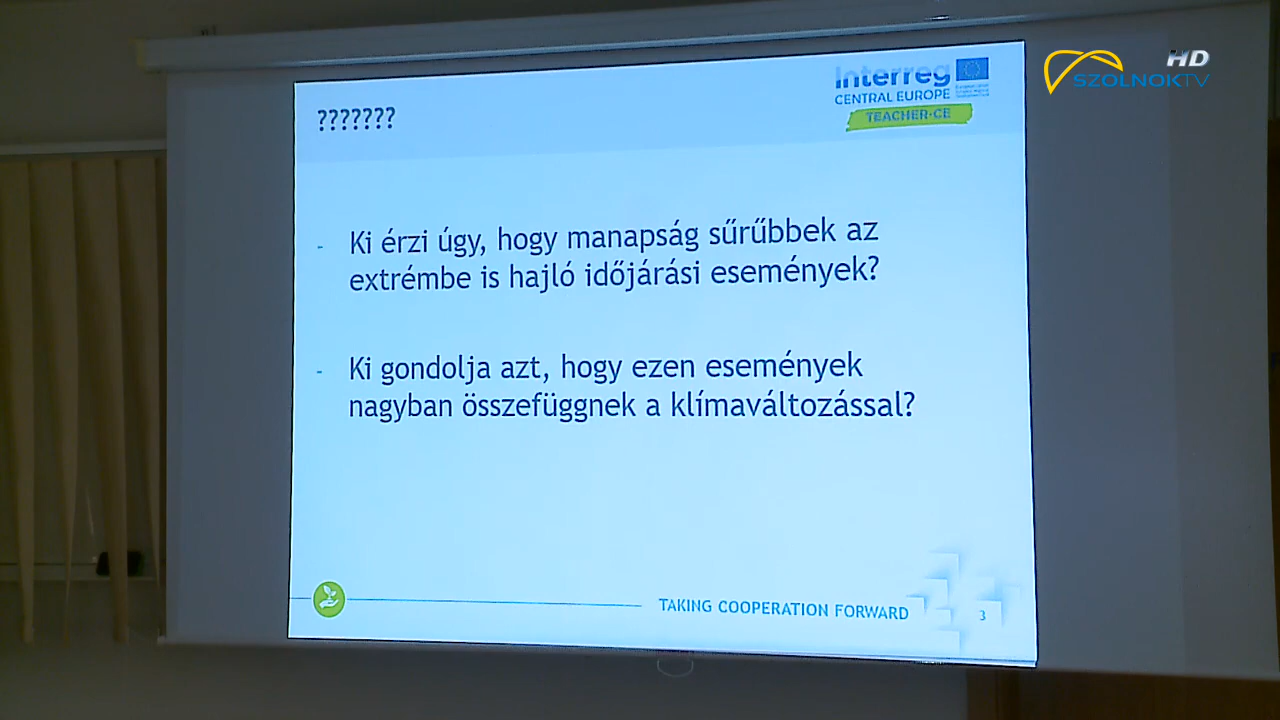 HD
SZOLNOKTV
Interreg
CENTRAL EUROPE
TEACHER-CE
???????
- Ki érzi úgy, hogy manapság sűrűbbek az
extrémbe is hajló időjárási események?
- Ki gondolja azt, hogy ezen események
nagyban összefüggnek a klímaváltozással?
TAKING COOPERATION FORWARD
3